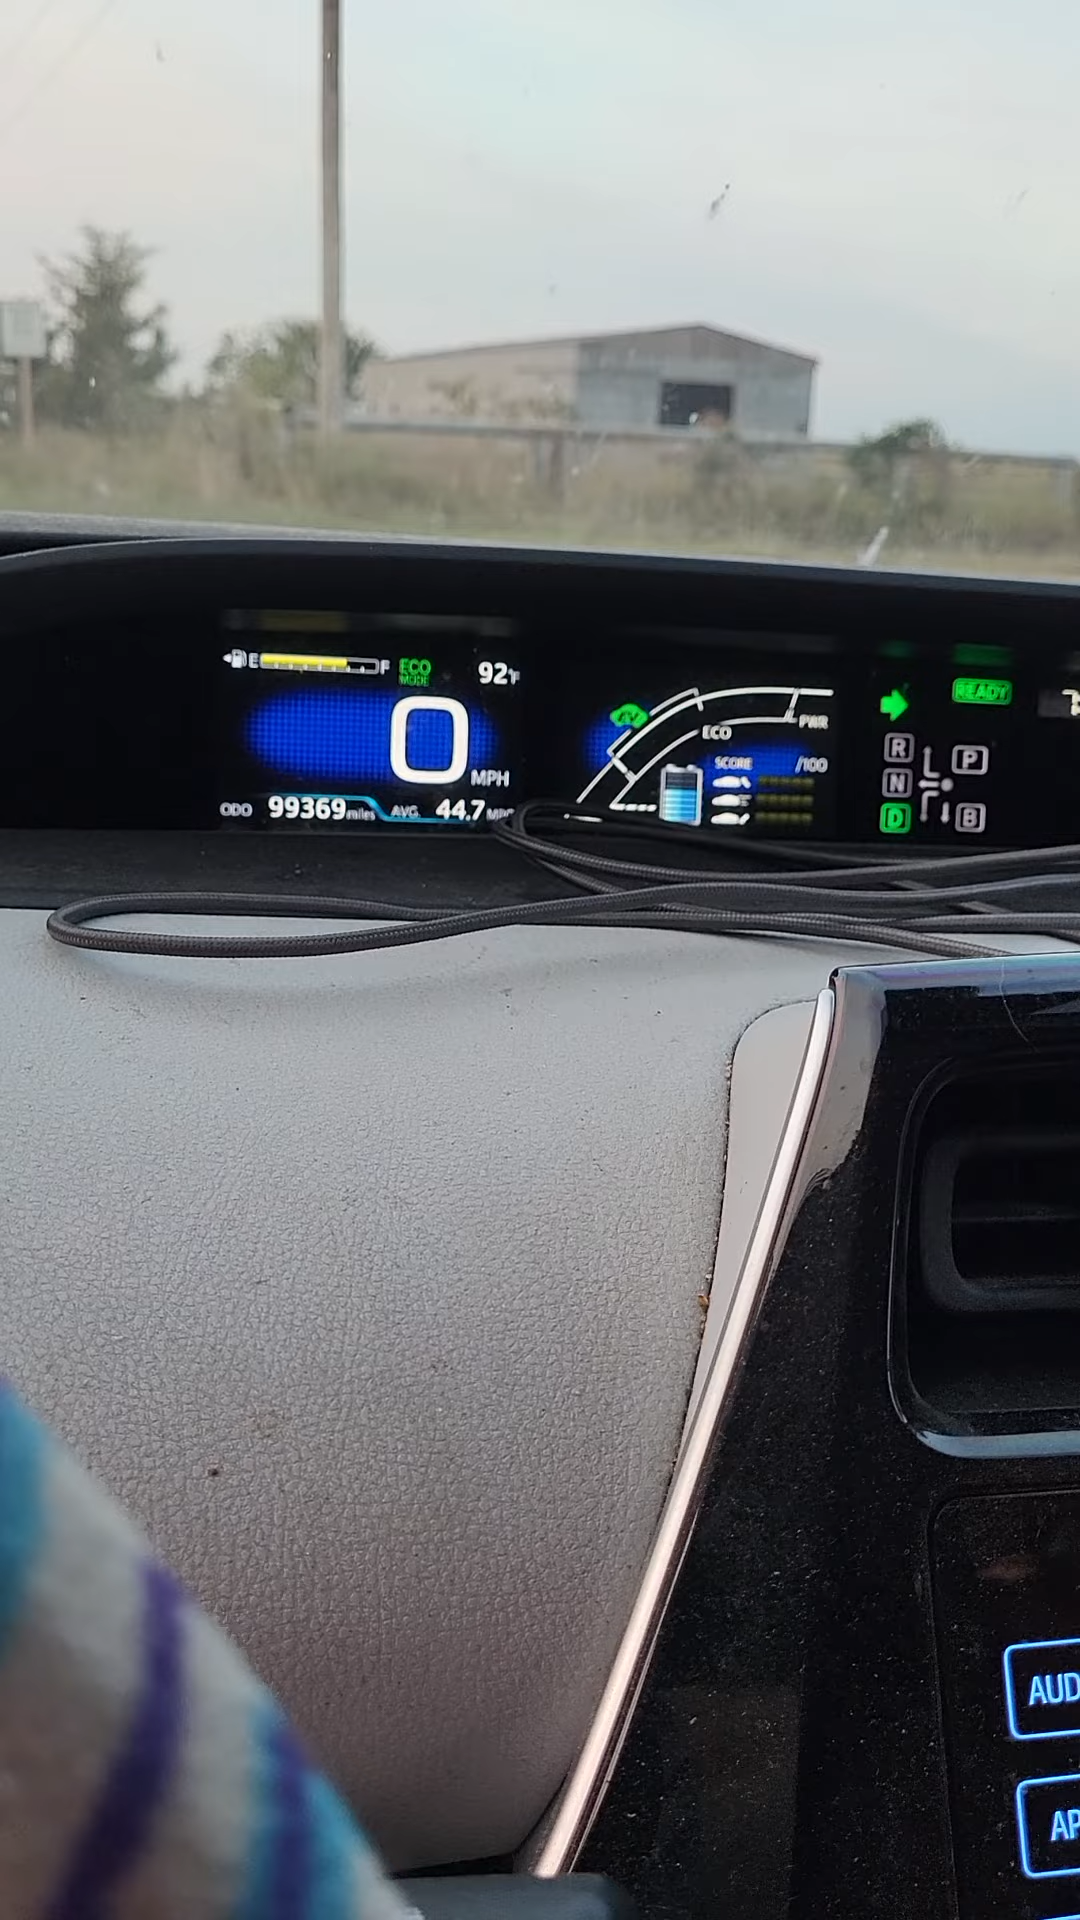 E F ECO MODE 92°F
0 MPH
ODO 99369 miles AVG. 44.7 MPG
EV
ECO PWR
SCORE /100
READY
R P
N
D B
AUD
AP